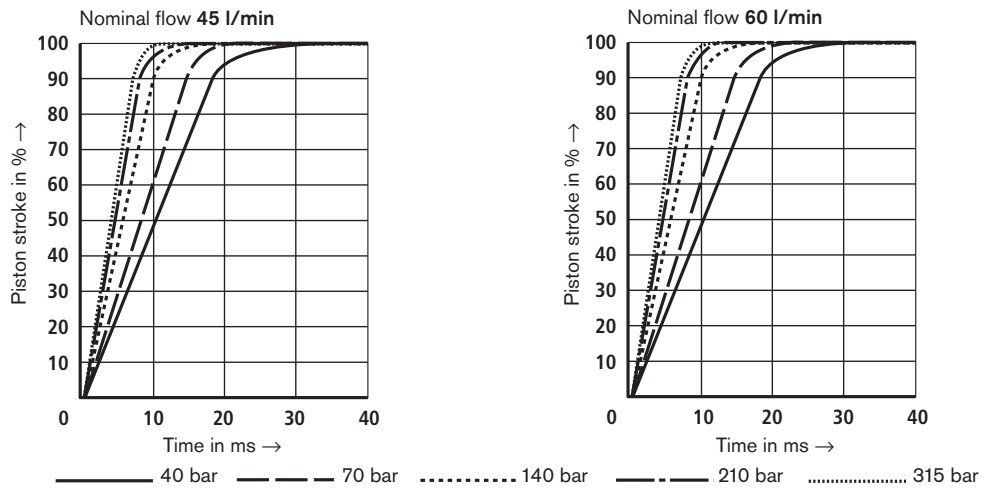 Nominal flow 45 l/min
100
90
80
70
60
50
40
30
20
10
0
10
20
30
40
Piston stroke in % →
Time in ms →
Nominal flow 60 l/min
100
90
80
70
60
50
40
30
20
10
0
10
20
30
40
Piston stroke in % →
Time in ms →
40 bar
70 bar
140 bar
210 bar
315 bar